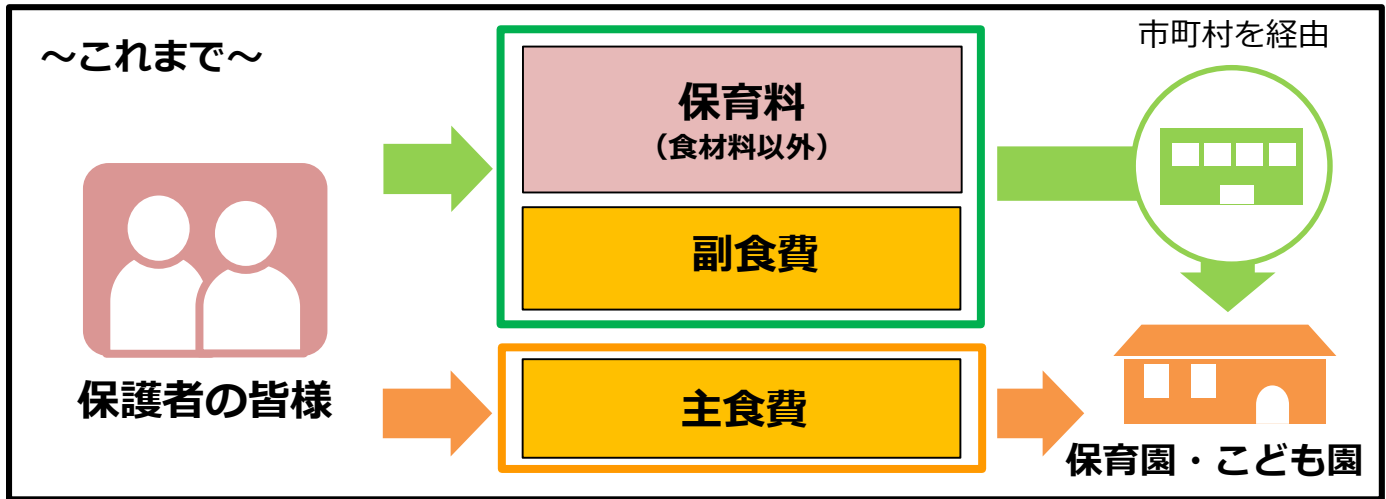 ～これまで～
市町村を経由
保育料
（食材料以外）
副食費
保護者の皆様
主食費
保育園・こども園